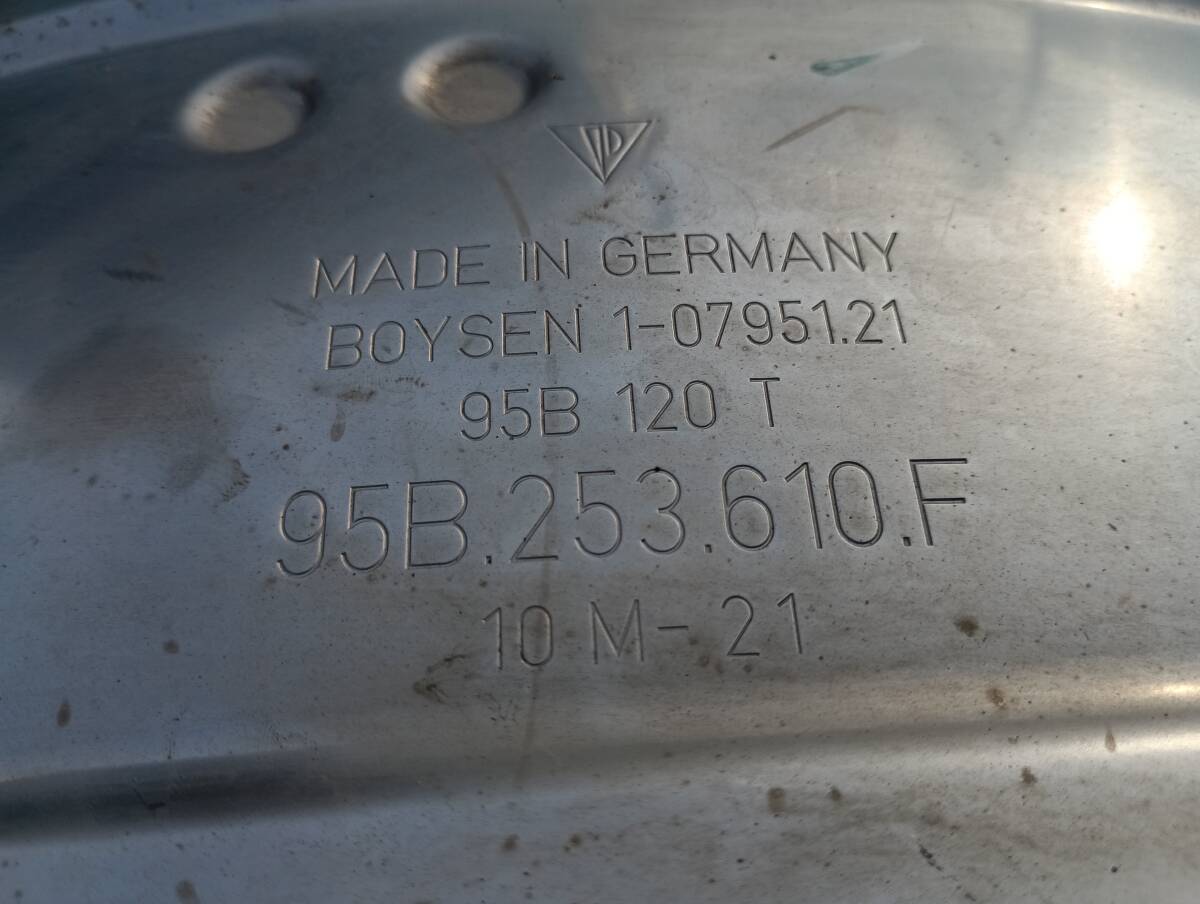 MADE IN GERMANY
BOYSEN 1-07951.21
95B 120 T
95B.253.610.F
10 M-21